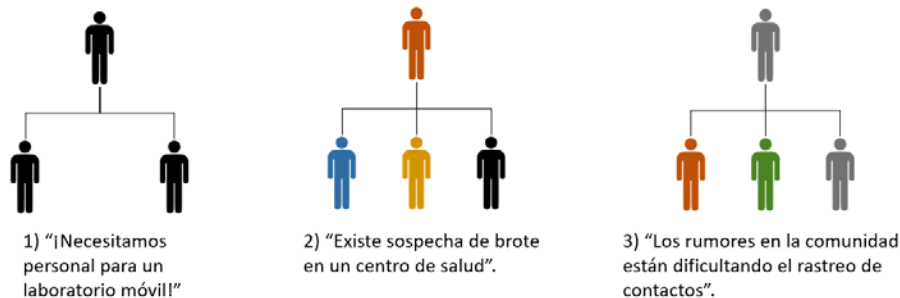 1) “¡Necesitamos
personal para un
laboratorio móvil!”
2) “Existe sospecha de brote
en un centro de salud”.
3) “Los rumores en la comunidad
están dificultando el rastreo de
contactos”.